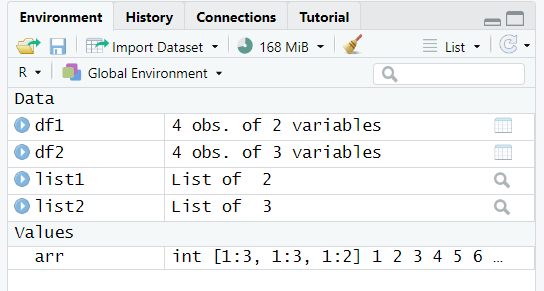 Environment History Connections Tutorial
Import Dataset 168 MiB List
R Global Environment
Data
df1 4 obs. of 2 variables
df2 4 obs. of 3 variables
list1 List of  2
list2 List of  3
Values
arr int [1:3, 1:3, 1:2] 1 2 3 4 5 6 …